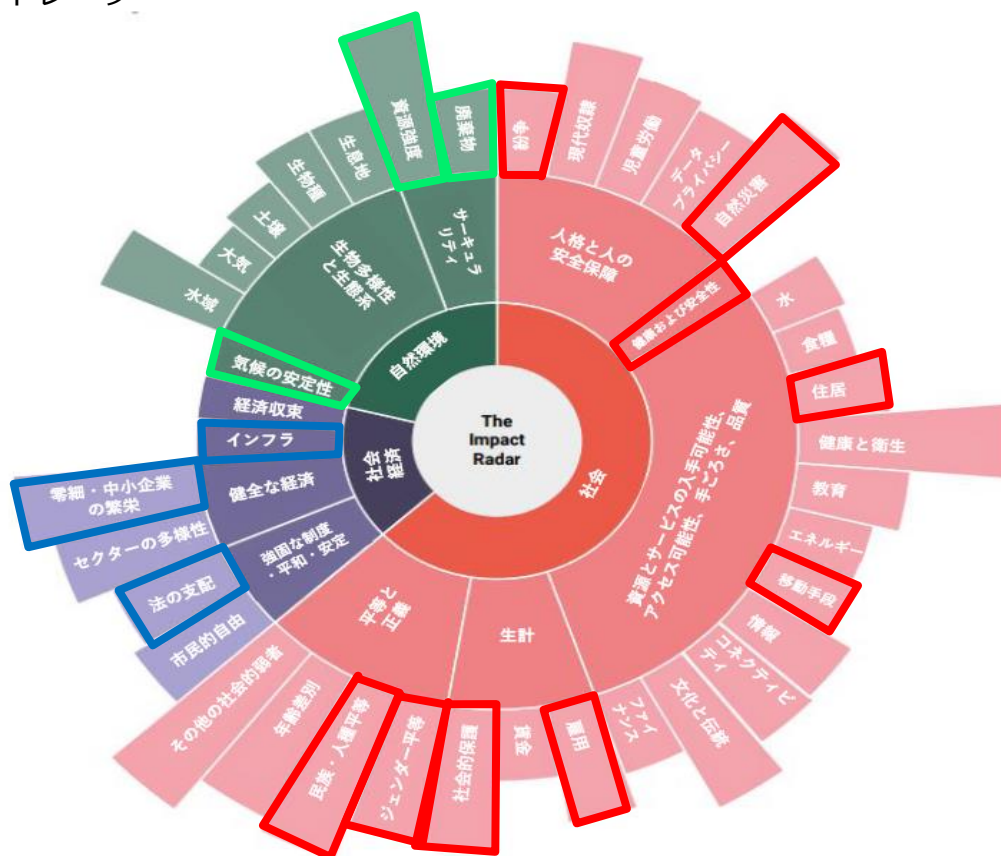 The
Impact
Radar
自然環境
社会
社会
経済
サーキュラ
リティ
生物多様性
と生態系
気候の安定性
経済収束
インフラ
健全な経済
強固な制度
・平和・安定
平等と
正義
生計
資源とサービスの入手可能性、
アクセス可能性、手ごろさ、品質
健康および安全性
人格と人の
安全保障
紛争
現代奴隷
児童労働
データ
プライバシー
自然災害
水
食糧
住居
健康と衛生
教育
エネルギー
移動手段
情報
コネクティビ
ティ
文化と伝統
ファイ
ナンス
雇用
賃金
社会的保護
ジェンダー平等
民族・人種平等
年齢差別
その他の社会的弱者
市民的自由
法の支配
セクターの多様性
零細・中小企業
の繁栄
水域
大気
土壌
生物種
生息地
資源強度
廃棄物